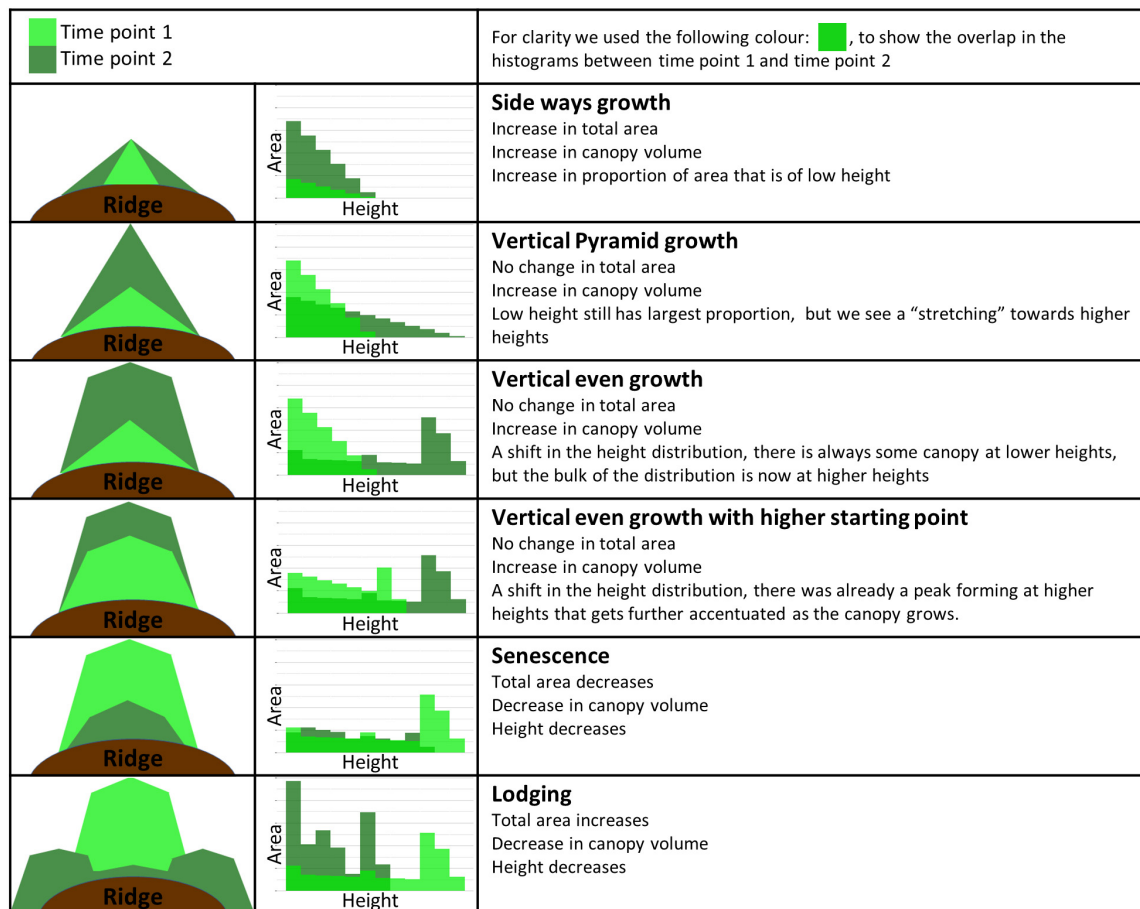 Time point 1
Time point 2
For clarity we used the following colour: , to show the overlap in the
histograms between time point 1 and time point 2
Ridge
Area
Height
Side ways growth
Increase in total area
Increase in canopy volume
Increase in proportion of area that is of low height
Ridge
Area
Height
Vertical Pyramid growth
No change in total area
Increase in canopy volume
Low height still has largest proportion, but we see a “stretching” towards higher
heights
Ridge
Area
Height
Vertical even growth
No change in total area
Increase in canopy volume
A shift in the height distribution, there is always some canopy at lower heights,
but the bulk of the distribution is now at higher heights
Ridge
Area
Height
Vertical even growth with higher starting point
No change in total area
Increase in canopy volume
A shift in the height distribution, there was already a peak forming at higher
heights that gets further accentuated as the canopy grows.
Ridge
Area
Height
Senescence
Total area decreases
Decrease in canopy volume
Height decreases
Ridge
Area
Height
Lodging
Total area increases
Decrease in canopy volume
Height decreases